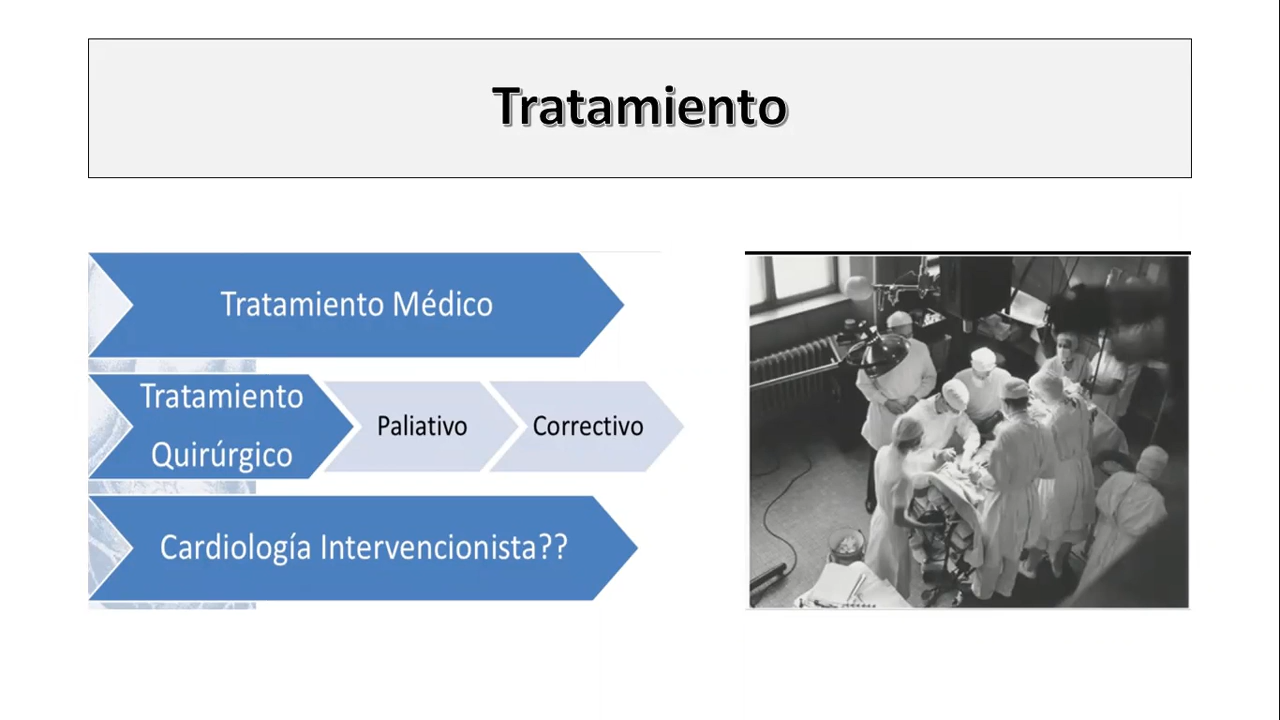 Tratamiento
Tratamiento Médico
Tratamiento
Quirúrgico
Paliativo
Correctivo
Cardiología Intervencionista??